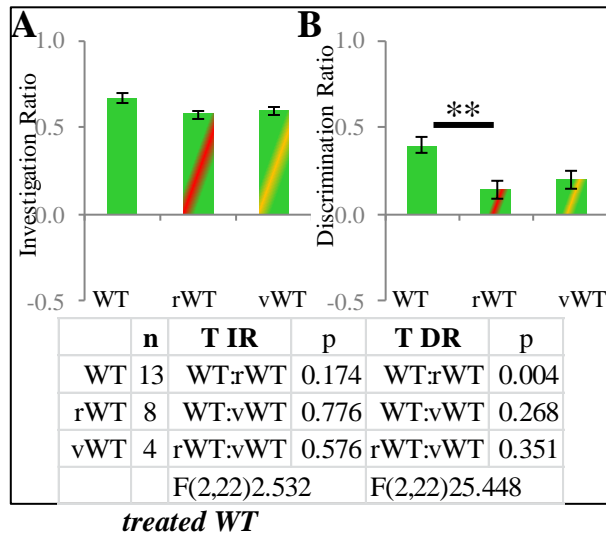 A
Investigation Ratio
1.0
0.5
0.0
-0.5
WT rWT vWT
B
Discrimination Ratio
1.0
0.5
0.0
-0.5
**
WT rWT vWT
n T IR p T DR p
WT 13 WT:rWT 0.174 WT:rWT 0.004
rWT 8 WT:vWT 0.776 WT:vWT 0.268
vWT 4 rWT:vWT 0.576 rWT:vWT 0.351
F(2,22)2.532 F(2,22)25.448
treated WT